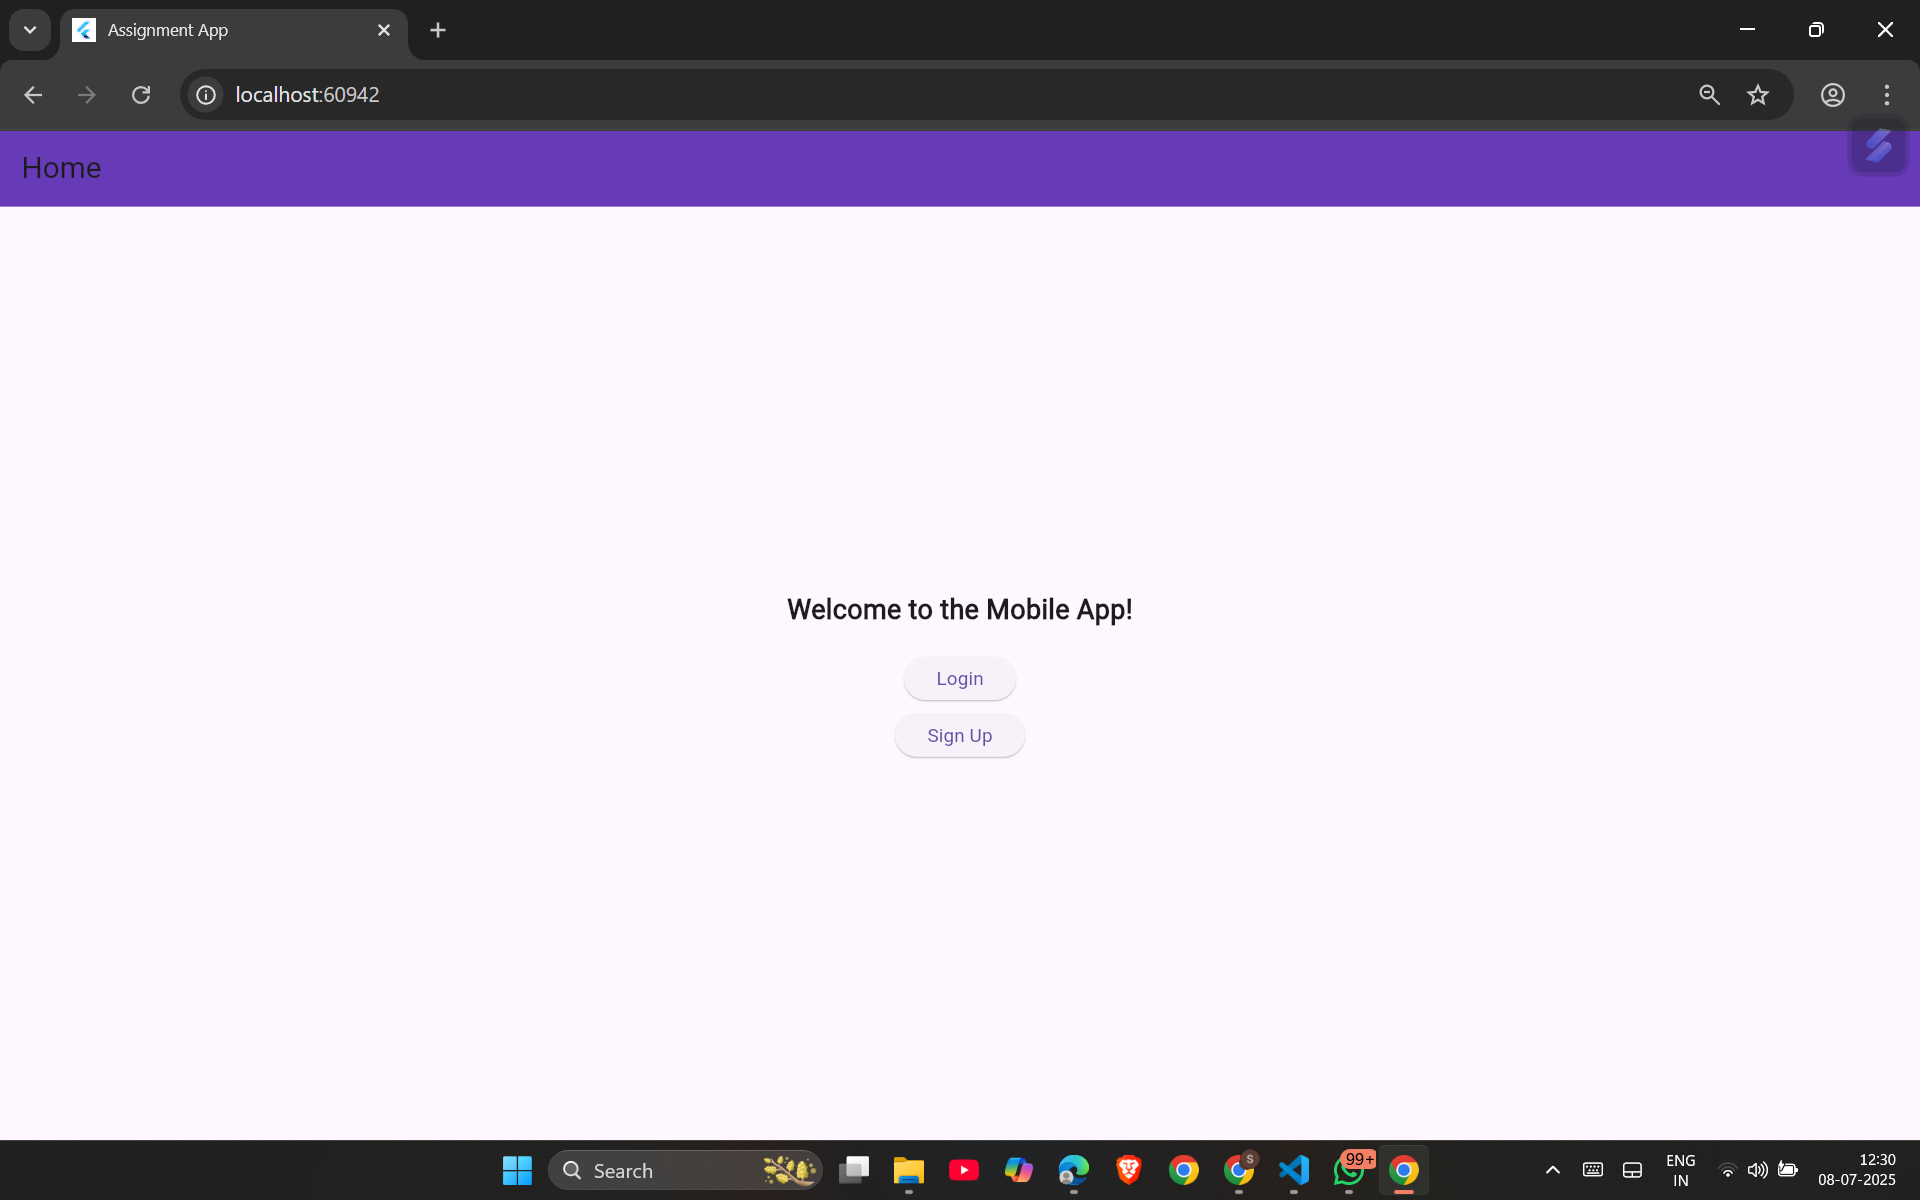 Assignment App
localhost:60942
Home
Welcome to the Mobile App!
Login
Sign Up
Search
S
99+
ENG
IN
12:30
08-07-2025